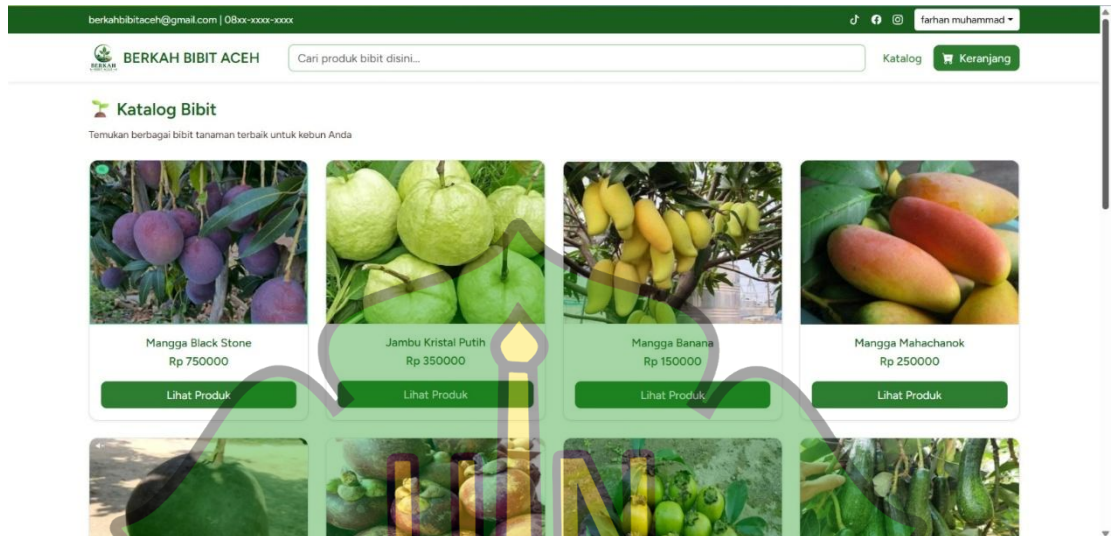 berkahbibitaceh@gmail.com | 08xx-xxxx-xxxx
farhan muhammad
BERKAH
BERKAH BIBIT ACEH
Cari produk bibit disini...
Katalog
Keranjang
Katalog Bibit
Temukan berbagai bibit tanaman terbaik untuk kebun Anda
Mangga Black Stone
Rp 750000
Lihat Produk
Jambu Kristal Putih
Rp 350000
Lihat Produk
Mangga Banana
Rp 150000
Lihat Produk
Mangga Mahachanok
Rp 250000
Lihat Produk
UIN